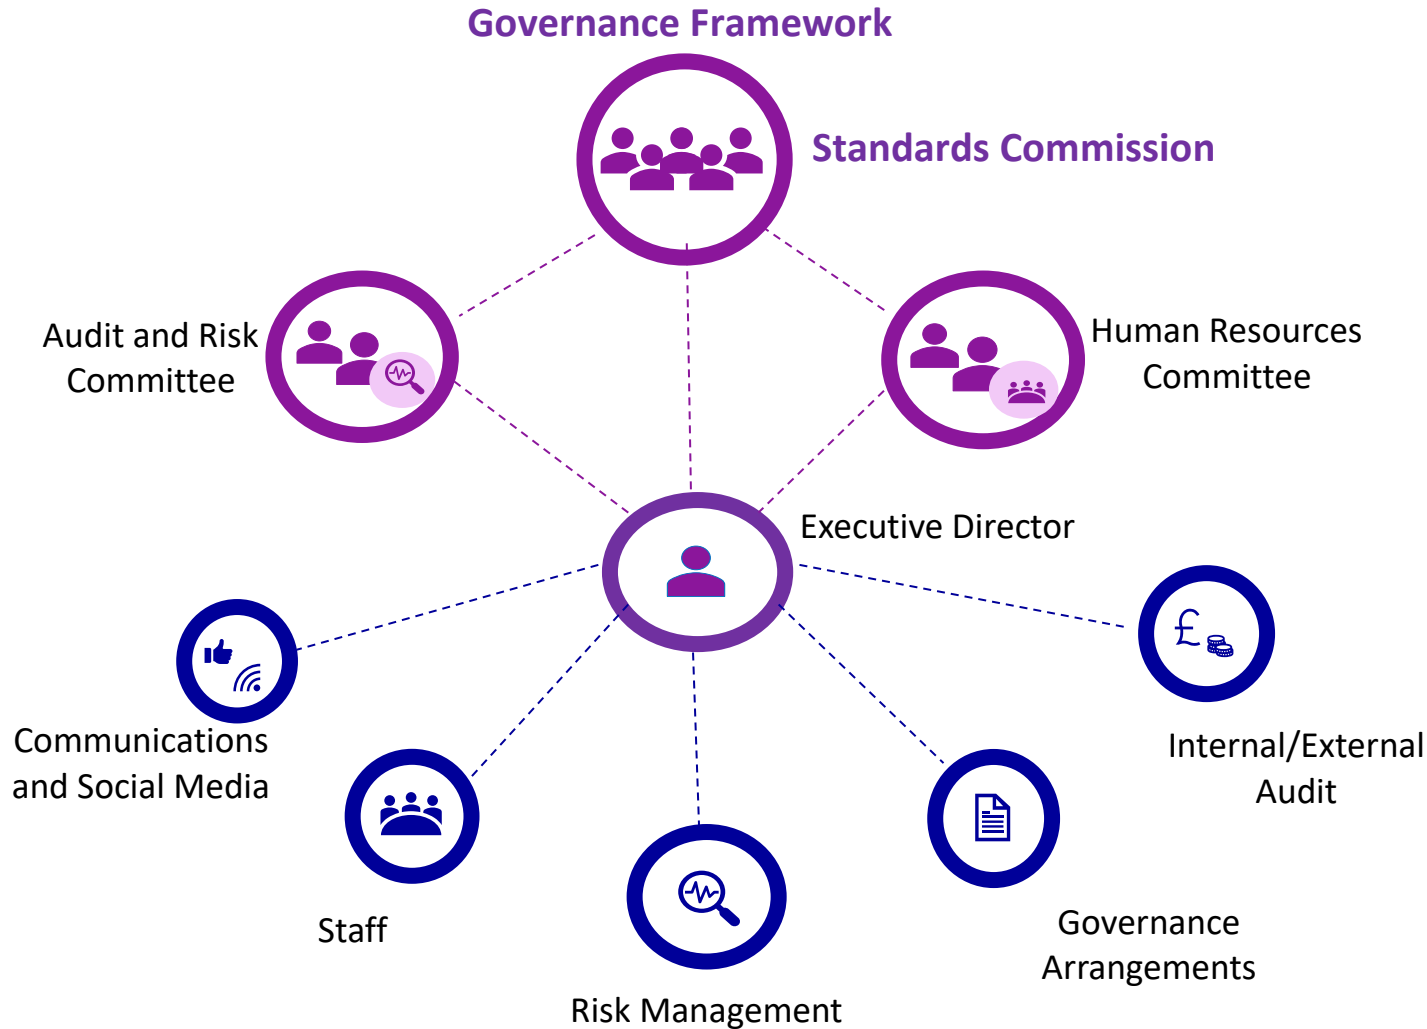 Governance Framework
Standards Commission
Audit and Risk
Committee
Human Resources
Committee
Executive Director
Communications
and Social Media
Internal/External
Audit
Staff
Governance
Arrangements
Risk Management
£